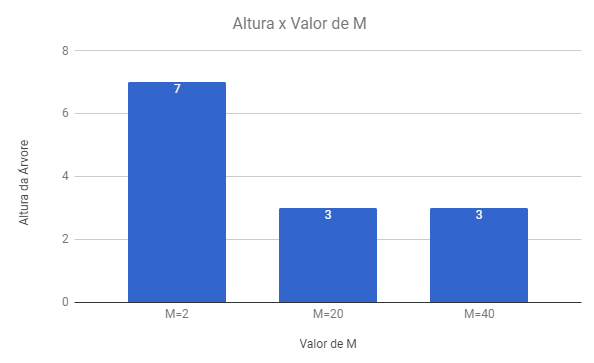 Altura x Valor de M
Altura da Árvore
8
6
4
2
0
7
3
3
M=2
M=20
M=40
Valor de M